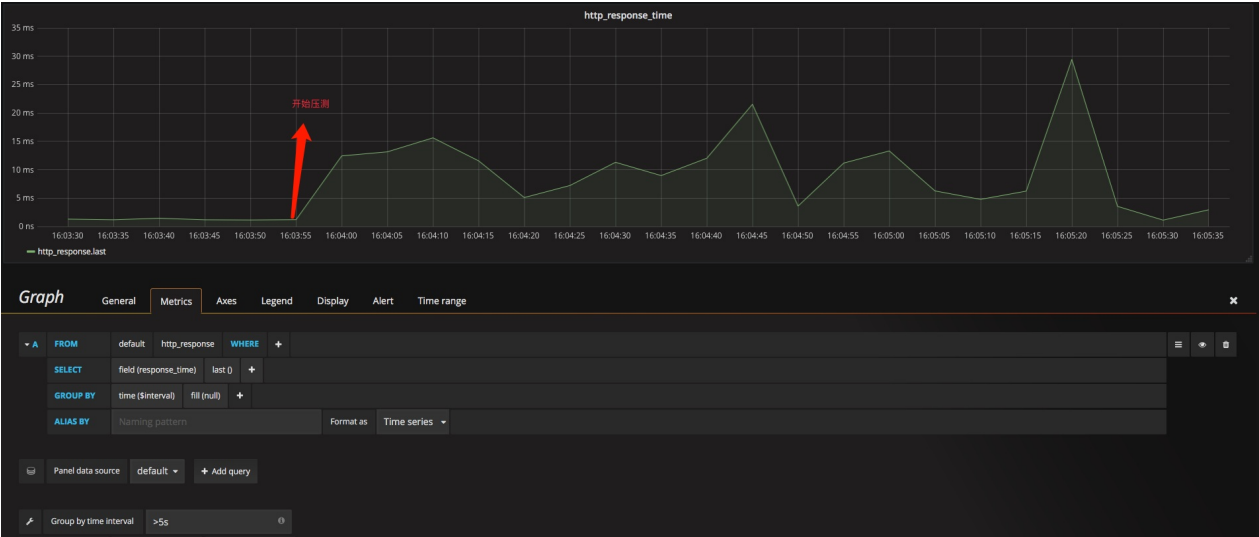 http_response_time
35 ms
30 ms
25 ms
20 ms
15 ms
10 ms
5 ms
0 ns
开始压测
16:03:30 16:03:35 16:03:40 16:03:45 16:03:50 16:03:55 16:04:00 16:04:05 16:04:10 16:04:15 16:04:20 16:04:25 16:04:30 16:04:35 16:04:40 16:04:45 16:04:50 16:04:55 16:05:00 16:05:05 16:05:10 16:05:15 16:05:20 16:05:25 16:05:30 16:05:35
http_response.last
Graph General Metrics Axes Legend Display Alert Time range ×
A FROM default http_response WHERE +
SELECT field (response_time) last () +
GROUP BY time ($interval) fill (null) +
ALIAS BY Naming pattern Format as Time series
Panel data source default + Add query
Group by time interval >5s